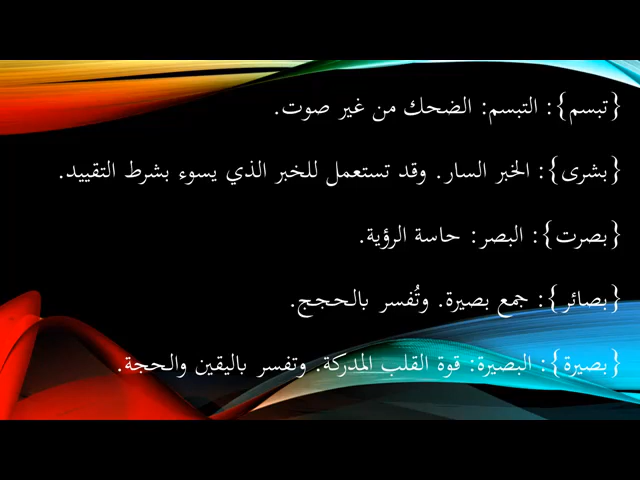 {تبسم}: التبسم: الضحك من غير صوت.
{بشرى}: الخبر السار. وقد تستعمل للخبر الذي يسوء بشرط التقييد.
{بصرت}: البصر: حاسة الرؤية.
{بصائر}: جمع بصيرة. وتُفسر بالحجج.
{بصيرة}: البصيرة: قوة القلب المدركة. وتفسر باليقين والحجة.